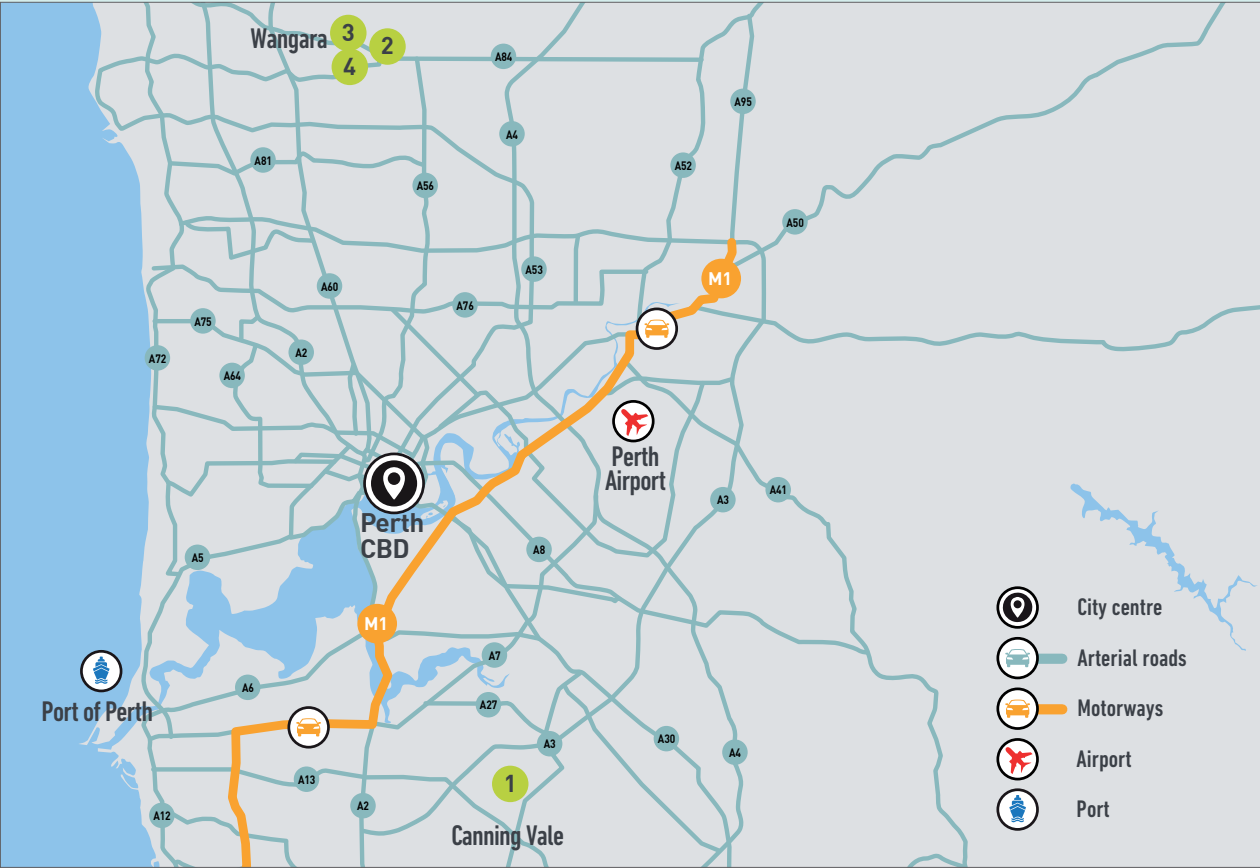 3
Wangara
2
4
A84
A95
A4
A81
A52
A56
A50
A53
M1
A60
A76
A75
A2
A72
A64
Perth
Airport
A41
A3
Perth
CBD
A8
A5
City centre
M1
A7
Arterial roads
A6
A27
Motorways
Port of Perth
A3
A30
A4
Airport
A13
1
A2
Port
A12
Canning Vale